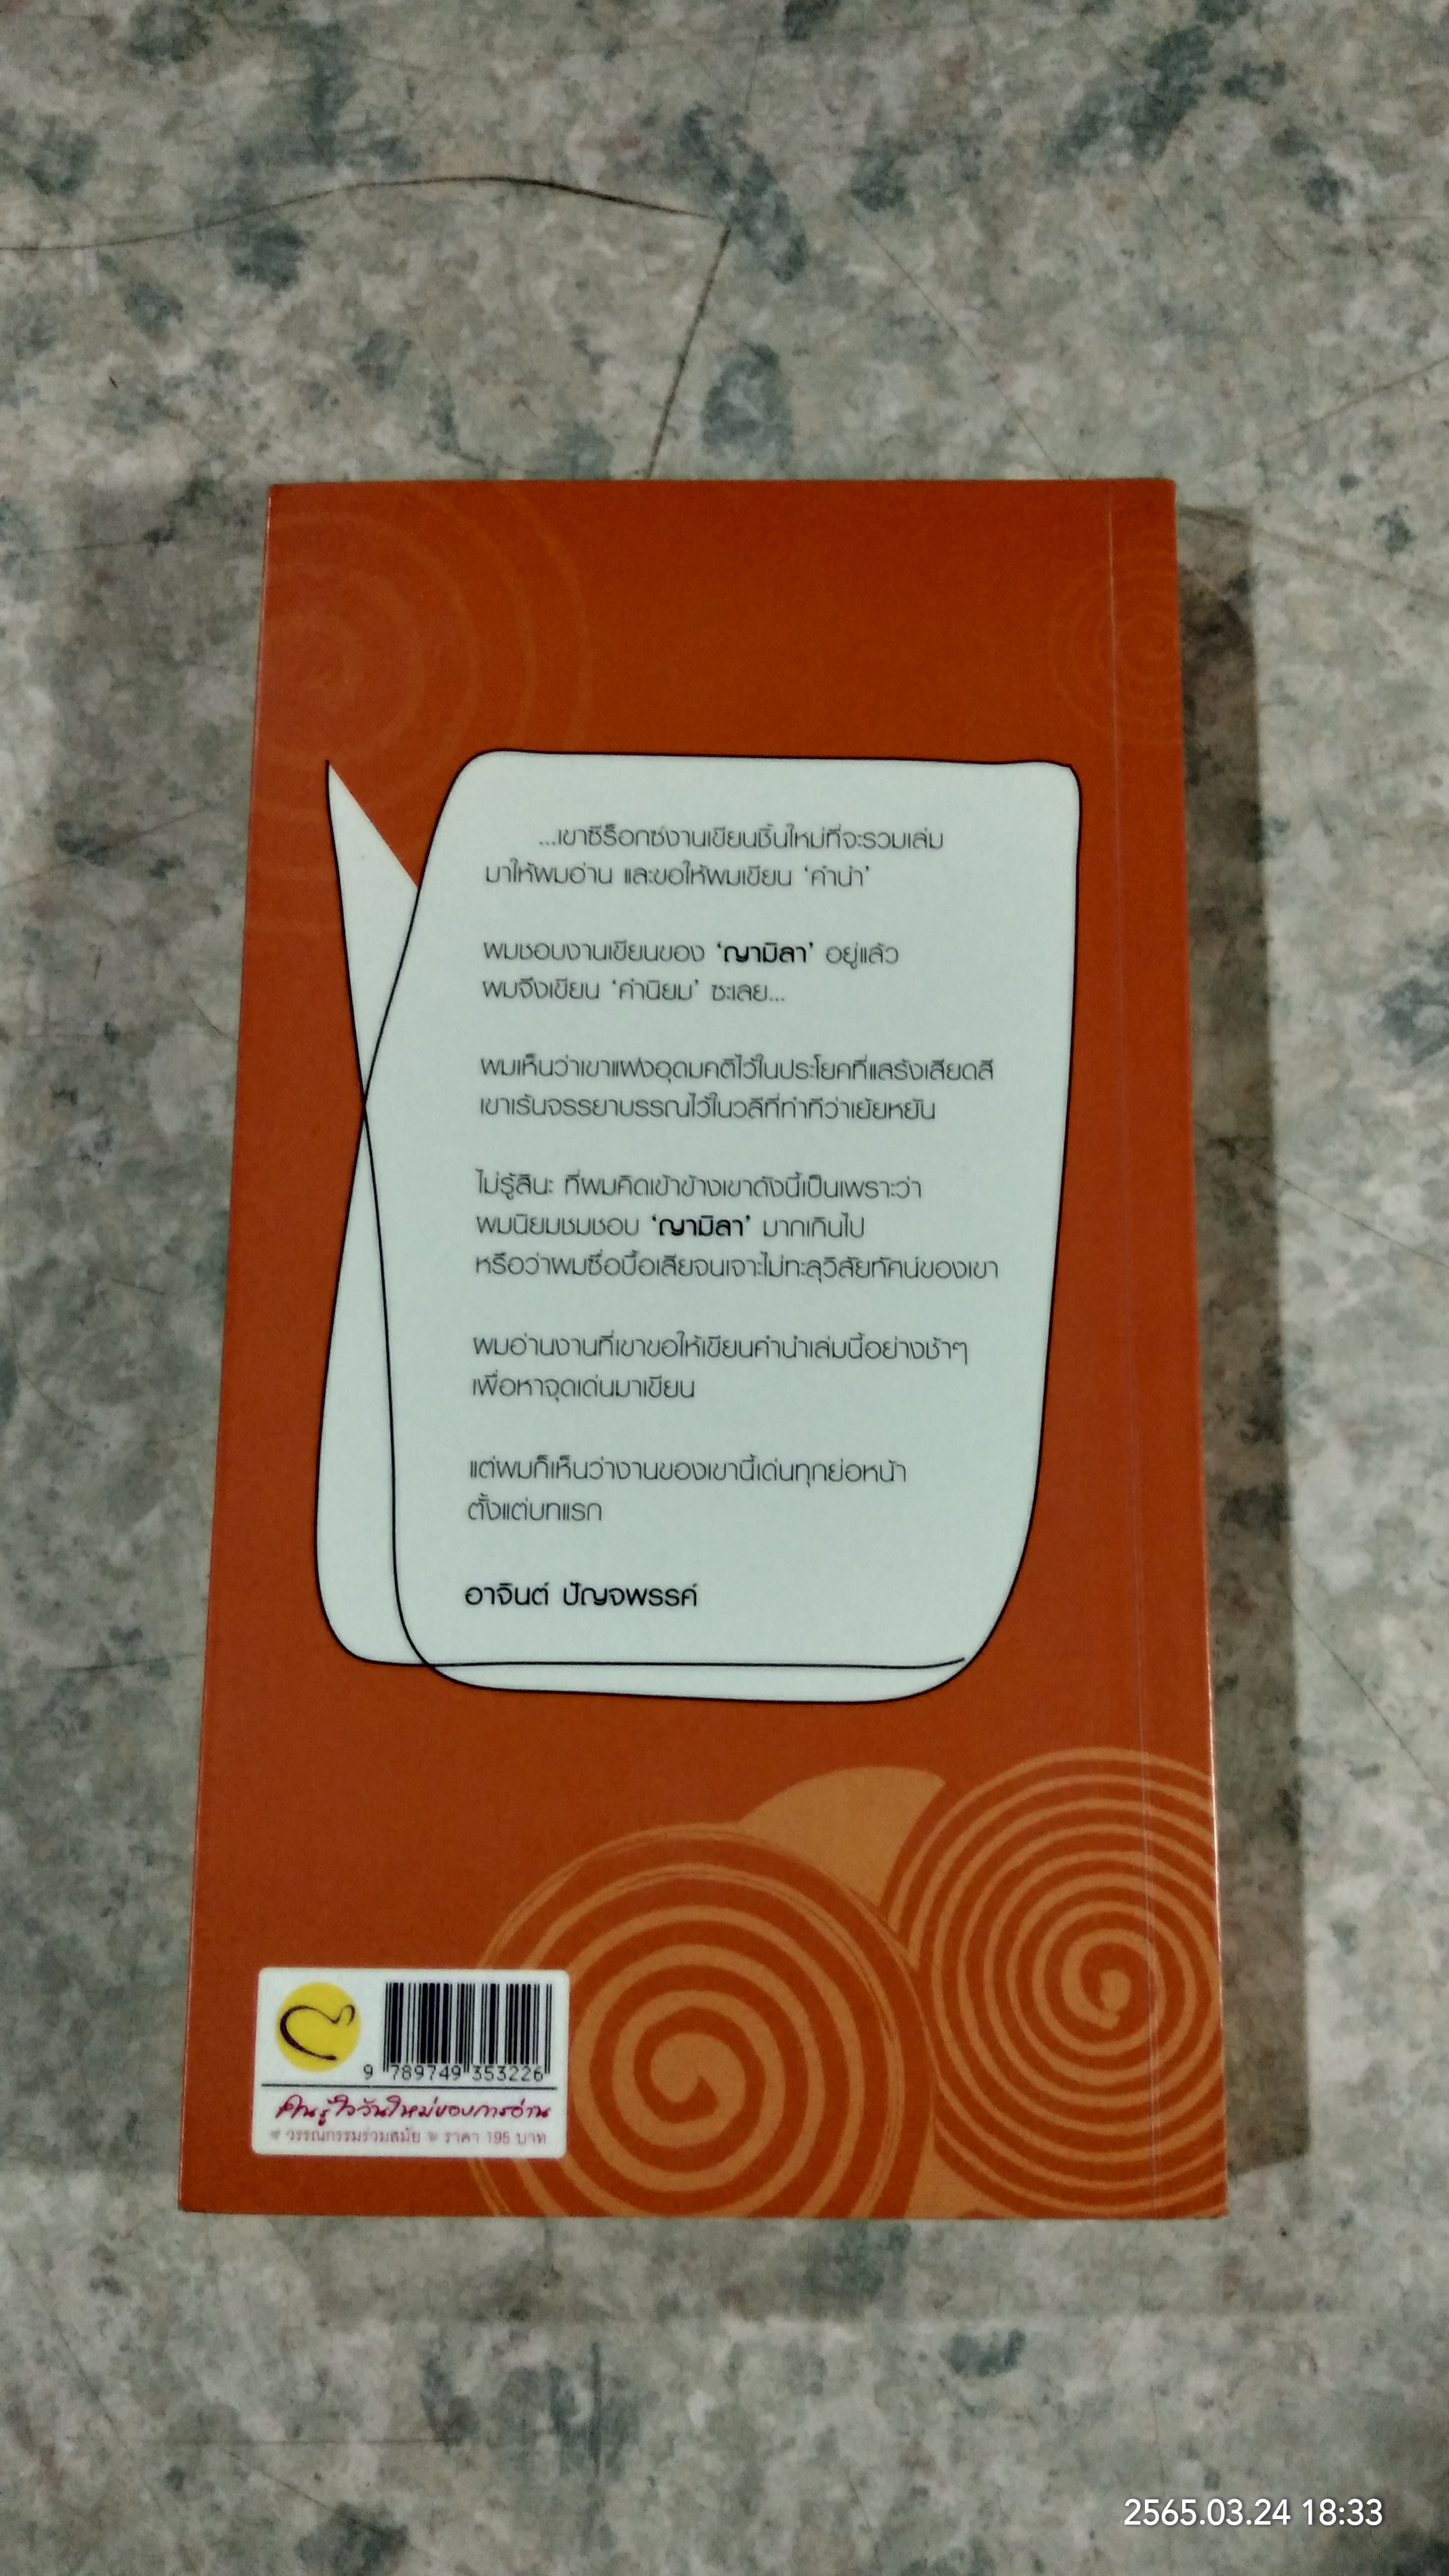 ...เขาซีร็อกซ์งานเขียนชิ้นใหม่ที่จะรวมเล่ม
มาให้ผมอ่าน และขอให้ผมเขียน ‘คำนำ’
ผมชอบงานเขียนของ ‘ญามิลา’ อยู่แล้ว
ผมจึงเขียน ‘คำนิยม’ ซะเลย...
ผมเห็นว่าเขาแฝงอุดมคติไว้ในประโยคที่แสร้งเสียดสี
เขาเร้นจรรยาบรรณไว้ในวลีที่ทำทีว่าเย้ยหยัน
ไม่รู้สินะ ที่ผมคิดเข้าข้างเขาดังนี้เป็นเพราะว่า
ผมนิยมชมชอบ ‘ญามิลา’ มากเกินไป
หรือว่าผมซื่อบื้อเสียจนเจาะไม่ทะลุวิสัยทัศน์ของเขา
ผมอ่านงานที่เขาขอให้เขียนคำนำเล่มนี้อย่างช้าๆ
เพื่อหาจุดเด่นมาเขียน
แต่ผมก็เห็นว่างานของเขานี้เด่นทุกย่อหน้า
ตั้งแต่บทแรก
อาจินต์ ปัญจพรรค์
9 789749 353226
คนรู้ใจวันใหม่ของการอ่าน
วรรณกรรมร่วมสมัย ราคา 195 บาท
2565.03.24 18:33